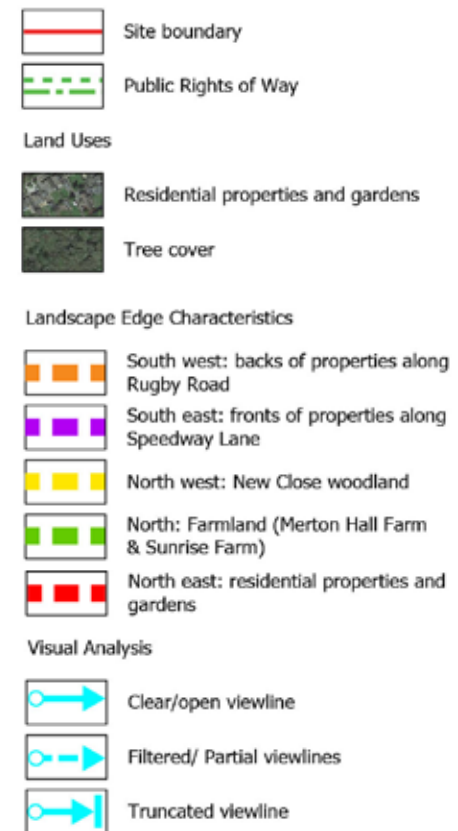 Site boundary
Public Rights of Way
Land Uses
Residential properties and gardens
Tree cover
Landscape Edge Characteristics
South west: backs of properties along
Rugby Road
South east: fronts of properties along
Speedway Lane
North west: New Close woodland
North: Farmland (Merton Hall Farm
& Sunrise Farm)
North east: residential properties and
gardens
Visual Analysis
Clear/open viewline
Filtered/ Partial viewlines
Truncated viewline